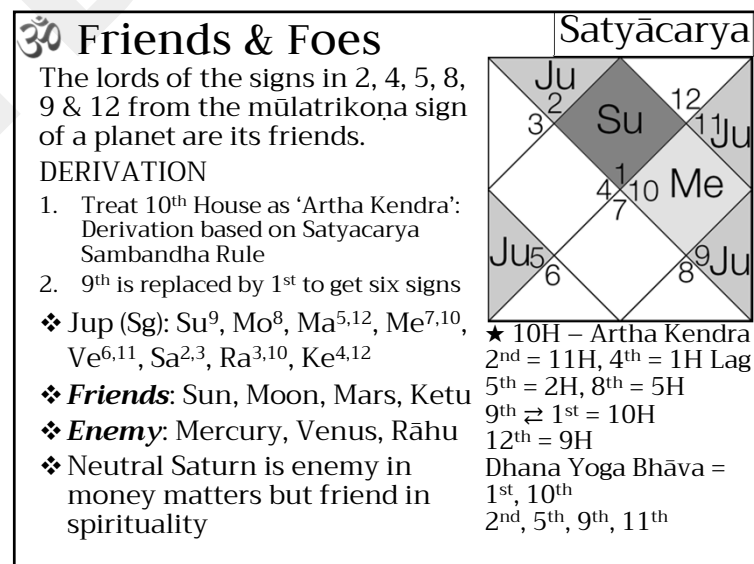 ॐ Friends & Foes
The lords of the signs in 2, 4, 5, 8,
9 & 12 from the mūlatrikoṇa sign
of a planet are its friends.
DERIVATION
1. Treat 10th House as ‘Artha Kendra’:
Derivation based on Satyacarya
Sambandha Rule
2. 9th is replaced by 1st to get six signs
❖ Jup (Sg): Su9, Mo8, Ma5,12, Me7,10,
Ve6,11, Sa2,3, Ra3,10, Ke4,12
❖ Friends: Sun, Moon, Mars, Ketu
❖ Enemy: Mercury, Venus, Rāhu
❖ Neutral Saturn is enemy in
money matters but friend in
spirituality
Satyācarya
Ju
2
12
3
Su
11 Ju
1
4 10 Me
7
Ju 5
9 Ju
6
8
★ 10H – Artha Kendra
2nd = 11H, 4th = 1H Lag
5th = 2H, 8th = 5H
9th ⇄ 1st = 10H
12th = 9H
Dhana Yoga Bhāva =
1st, 10th
2nd, 5th, 9th, 11th